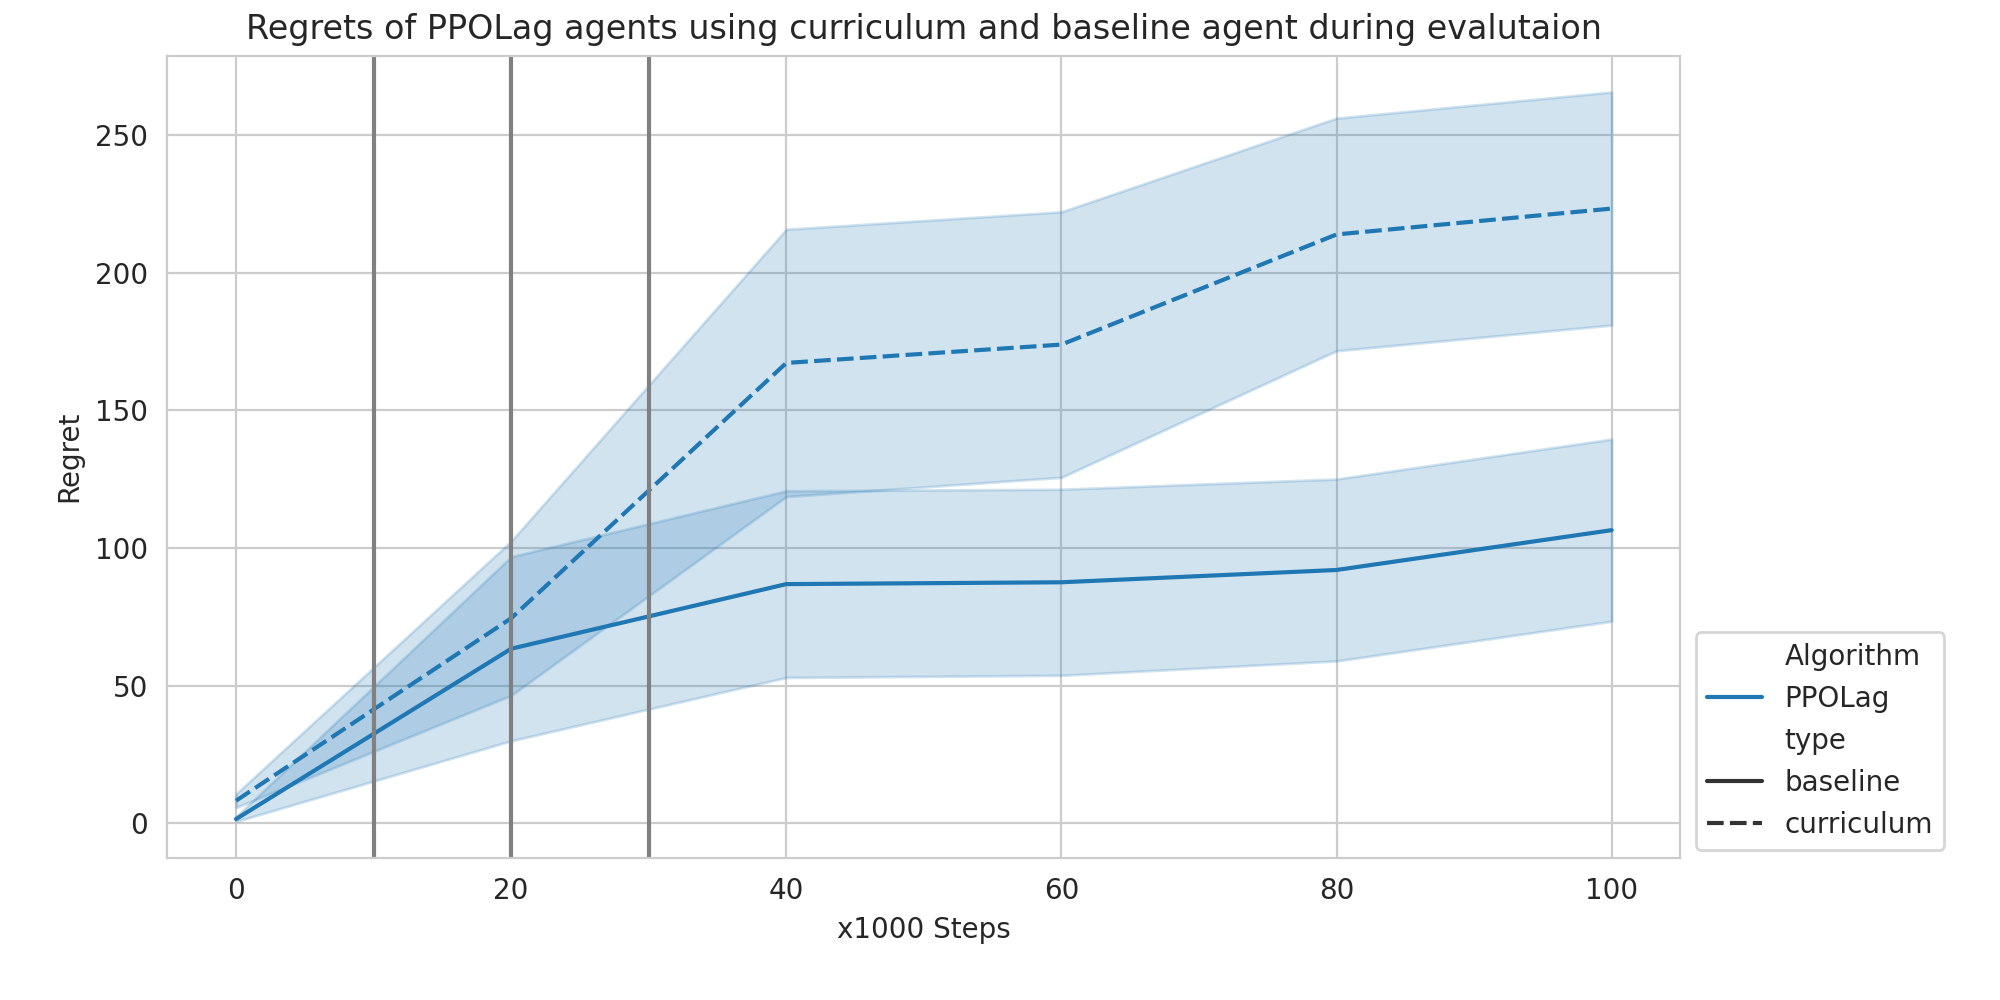 Regrets of PPOLag agents using curriculum and baseline agent during evalutaion
250
200
150
100
50
0
Regret
0 20 40 60 80 100
x1000 Steps
Algorithm
PPOLag
type
baseline
curriculum